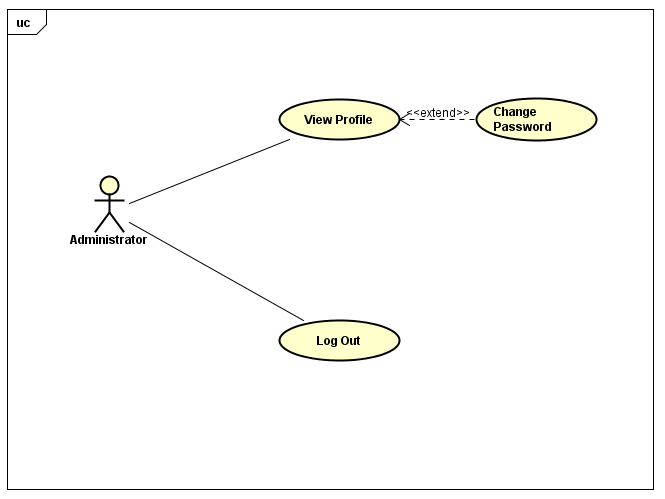 uc
View Profile
<<extend>>
Change
Password
Administrator
Log Out